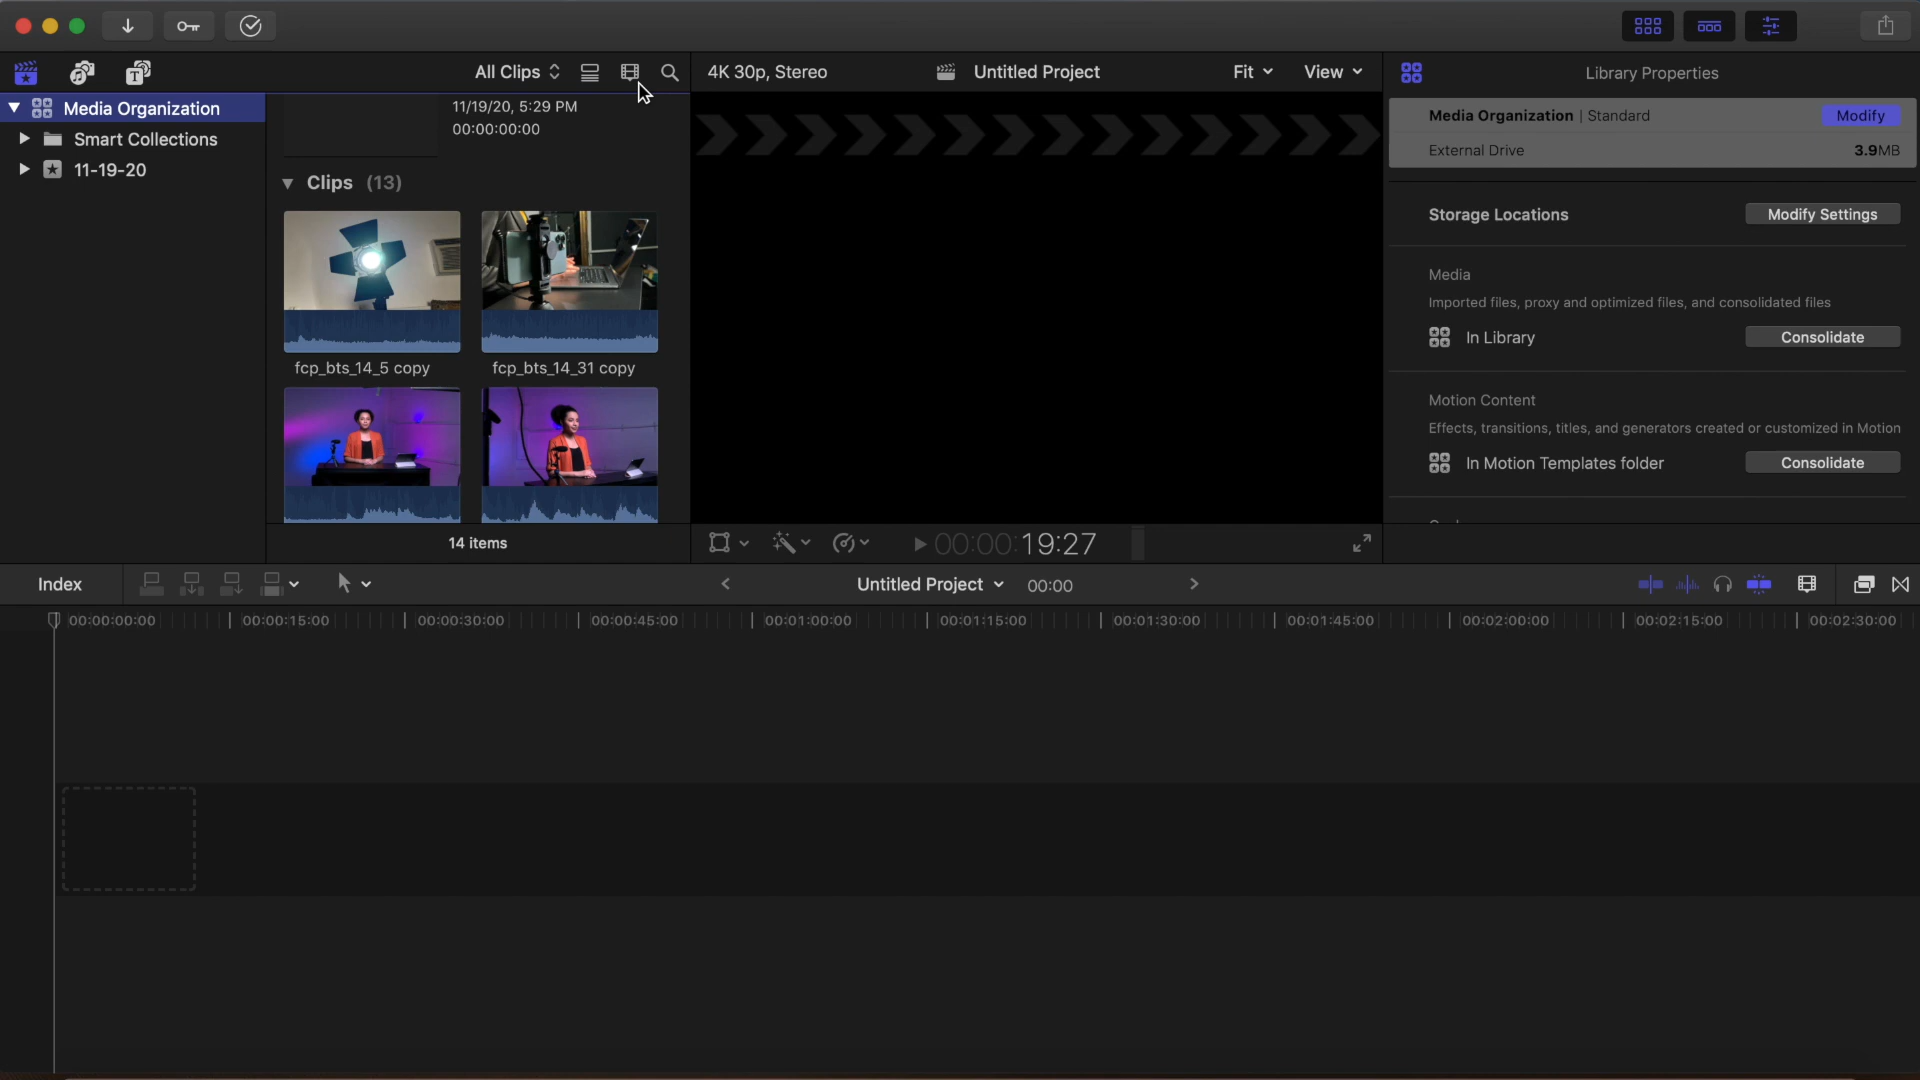 All Clips
4K 30p, Stereo
Untitled Project
Fit
View
Library Properties
Media Organization
Smart Collections
11-19-20
11/19/20, 5:29 PM
00:00:00:00
Clips (13)
fcp_bts_14_5 copy
fcp_bts_14_31 copy
14 items
00:00:19:27
Media Organization | Standard
Modify
External Drive
3.9MB
Storage Locations
Modify Settings
Media
Imported files, proxy and optimized files, and consolidated files
In Library
Consolidate
Motion Content
Effects, transitions, titles, and generators created or customized in Motion
In Motion Templates folder
Consolidate
Index
Untitled Project
00:00
00:00:00:00
00:00:15:00
00:00:30:00
00:00:45:00
00:01:00:00
00:01:15:00
00:01:30:00
00:01:45:00
00:02:00:00
00:02:15:00
00:02:30:00